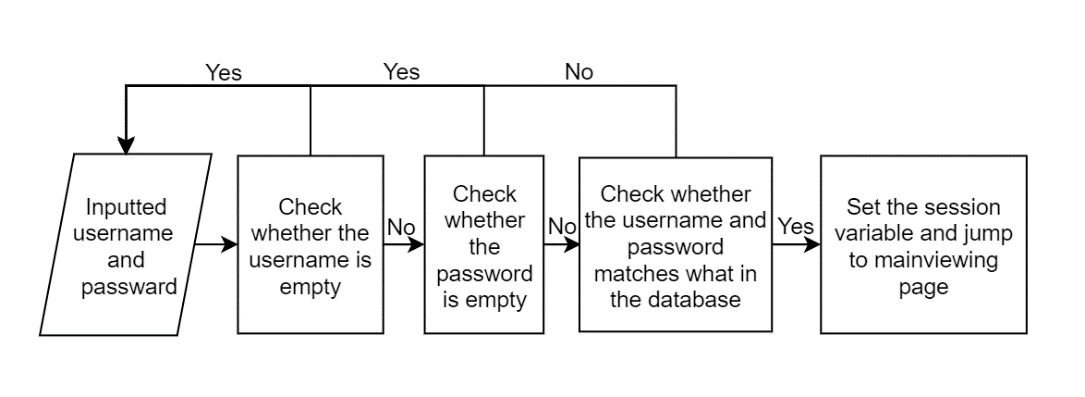 Yes
Yes
No
Inputted
username
and
passward
Check
whether the
username is
empty
No
Check
whether
the
password
is empty
No
Check whether
the username and
password
matches what in
the database
Yes
Set the session
variable and jump
to mainviewing
page